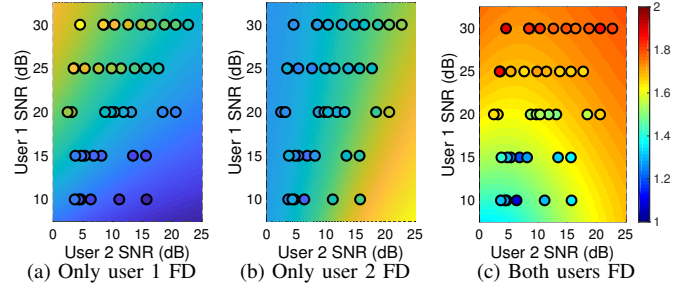 User 1 SNR (dB)
30
25
20
15
10
0 5 10 15 20 25
User 2 SNR (dB)
(a) Only user 1 FD
User 1 SNR (dB)
30
25
20
15
10
0 5 10 15 20 25
User 2 SNR (dB)
(b) Only user 2 FD
User 1 SNR (dB)
30
25
20
15
10
0 5 10 15 20 25
User 2 SNR (dB)
(c) Both users FD
2
1.8
1.6
1.4
1.2
1